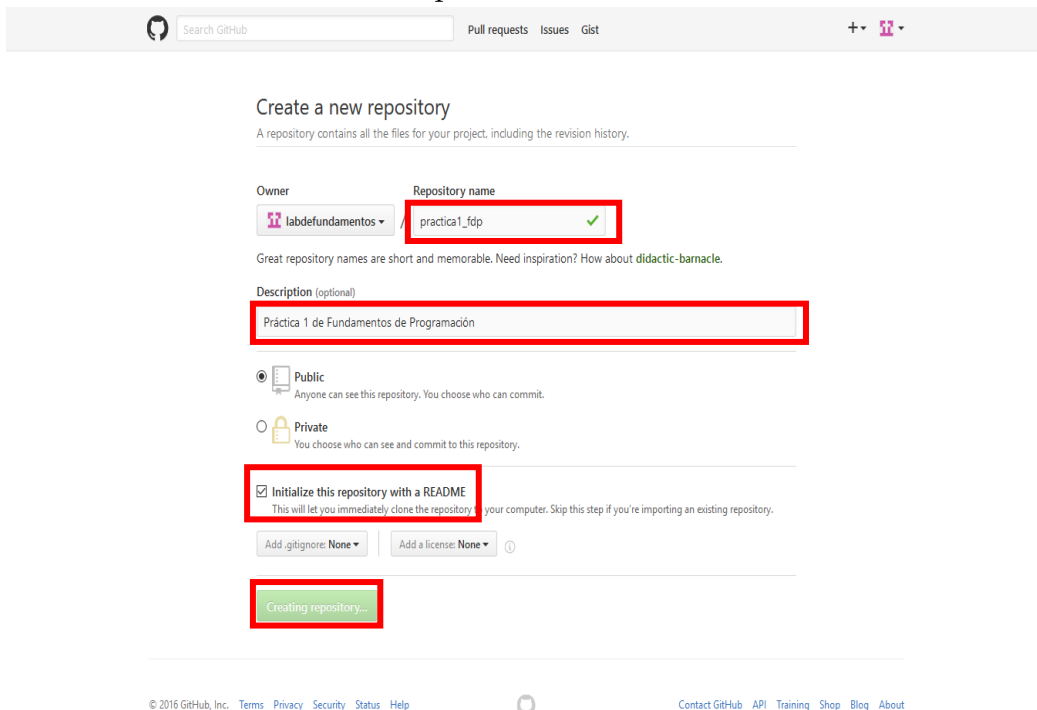 Search GitHub Pull requests Issues Gist
Create a new repository
A repository contains all the files for your project, including the revision history.
Owner Repository name
labdefundamentos / practica1_fdp
Great repository names are short and memorable. Need inspiration? How about didactic-barnacle.
Description (optional)
Práctica 1 de Fundamentos de Programación
Public
Anyone can see this repository. You choose who can commit.
Private
You choose who can see and commit to this repository.
Initialize this repository with a README
This will let you immediately clone the repository to your computer. Skip this step if you're importing an existing repository.
Add .gitignore: None Add a license: None
Creating repository...
© 2016 GitHub, Inc. Terms Privacy Security Status Help Contact GitHub API Training Shop Blog About